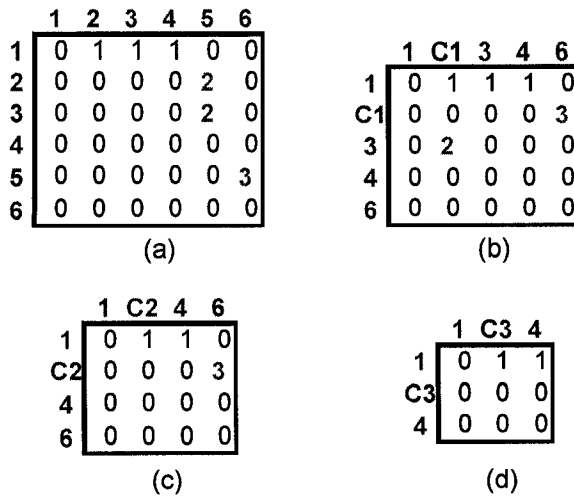 1 2 3 4 5 6
1 0 1 1 1 0 0
2 0 0 0 0 2 0
3 0 0 0 0 2 0
4 0 0 0 0 0 0
5 0 0 0 0 0 3
6 0 0 0 0 0 0
(a)
1 C1 3 4 6
1 0 1 1 1 0
C1 0 0 0 0 3
3 0 2 0 0 0
4 0 0 0 0 0
6 0 0 0 0 0
(b)
1 C2 4 6
1 0 1 1 0
C2 0 0 0 3
4 0 0 0 0
6 0 0 0 0
(c)
1 C3 4
1 0 1 1
C3 0 0 0
4 0 0 0
(d)